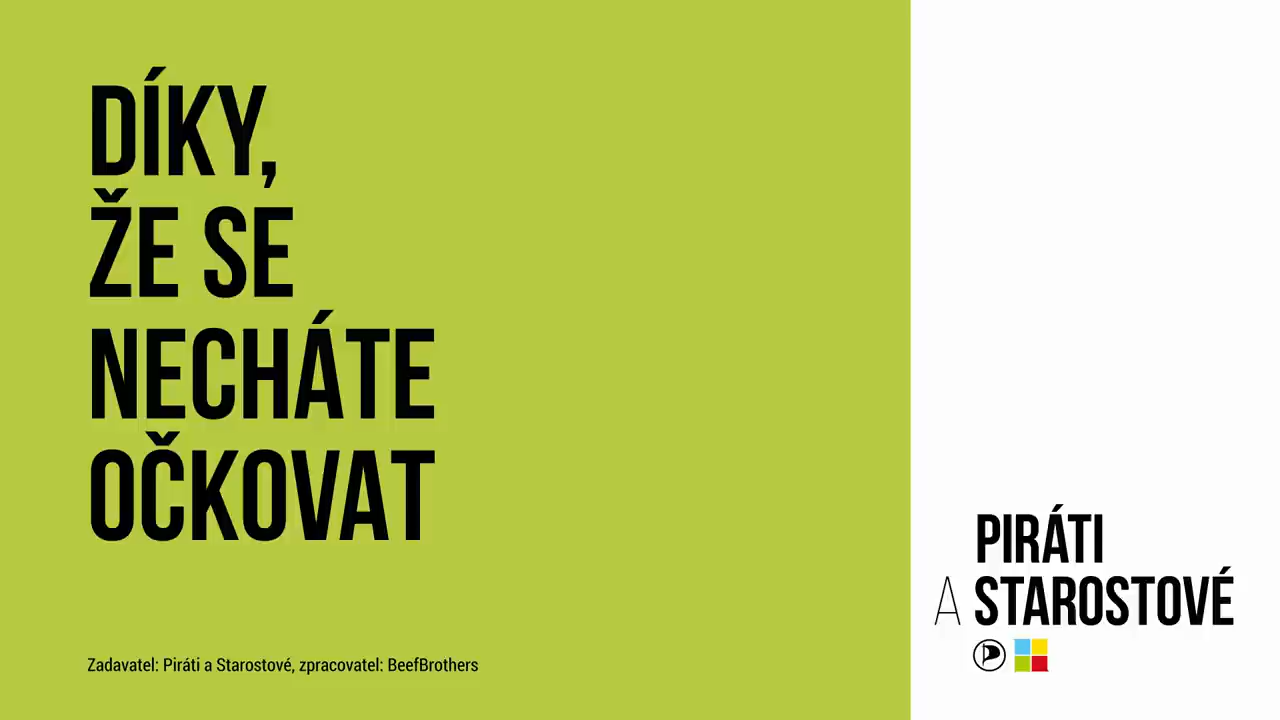 DÍKY,
ŽE SE
NECHÁTE
OČKOVAT
Zadavatel: Piráti a Starostové, zpracovatel: BeefBrothers
PIRÁTI
A STAROSTOVÉ